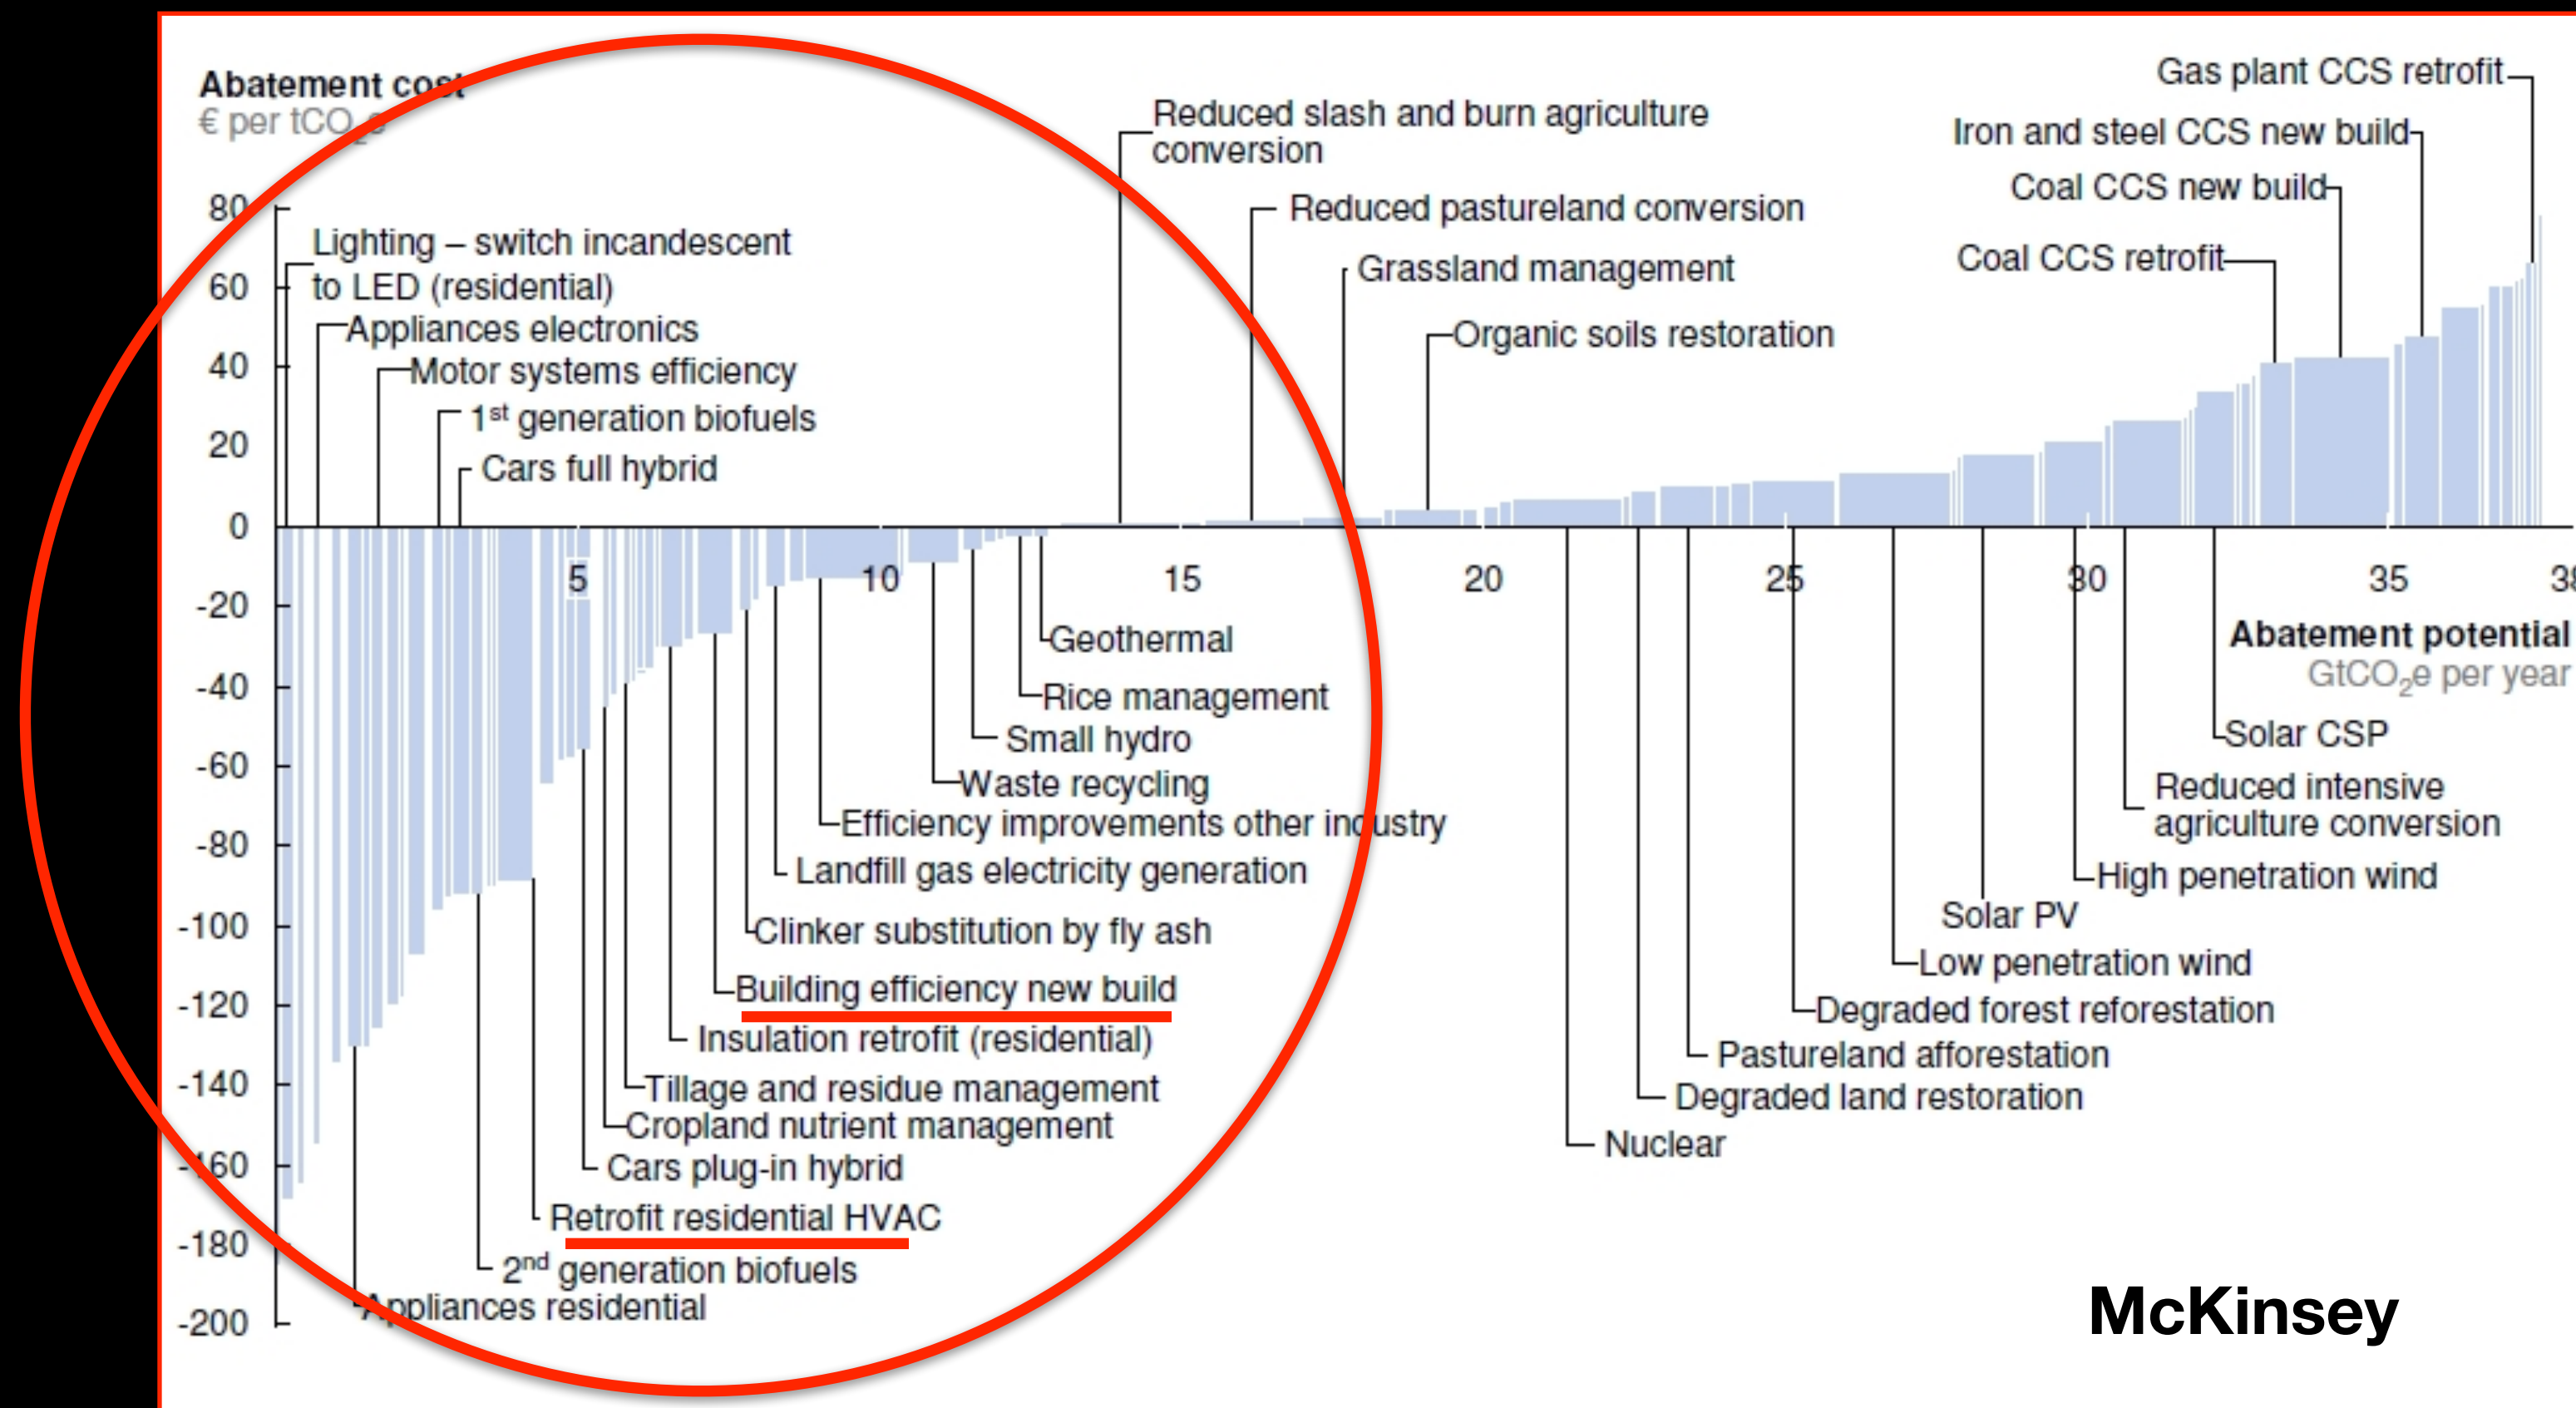 Abatement cost
€ per tCO₂e
80
60
40
20
0
-20
-40
-60
-80
-100
-120
-140
-160
-180
-200
Lighting – switch incandescent
to LED (residential)
Appliances electronics
Motor systems efficiency
1st generation biofuels
Cars full hybrid
Reduced slash and burn agriculture
conversion
Reduced pastureland conversion
Grassland management
Organic soils restoration
Gas plant CCS retrofit
Iron and steel CCS new build
Coal CCS new build
Coal CCS retrofit
5
10
15
20
25
30
35
38
Abatement potential
GtCO₂e per year
Geothermal
Rice management
Small hydro
Waste recycling
Efficiency improvements other industry
Landfill gas electricity generation
Clinker substitution by fly ash
Building efficiency new build
Insulation retrofit (residential)
Tillage and residue management
Cropland nutrient management
Cars plug-in hybrid
Retrofit residential HVAC
2nd generation biofuels
Appliances residential
Solar CSP
Reduced intensive
agriculture conversion
High penetration wind
Solar PV
Low penetration wind
Degraded forest reforestation
Pastureland afforestation
Degraded land restoration
Nuclear
McKinsey